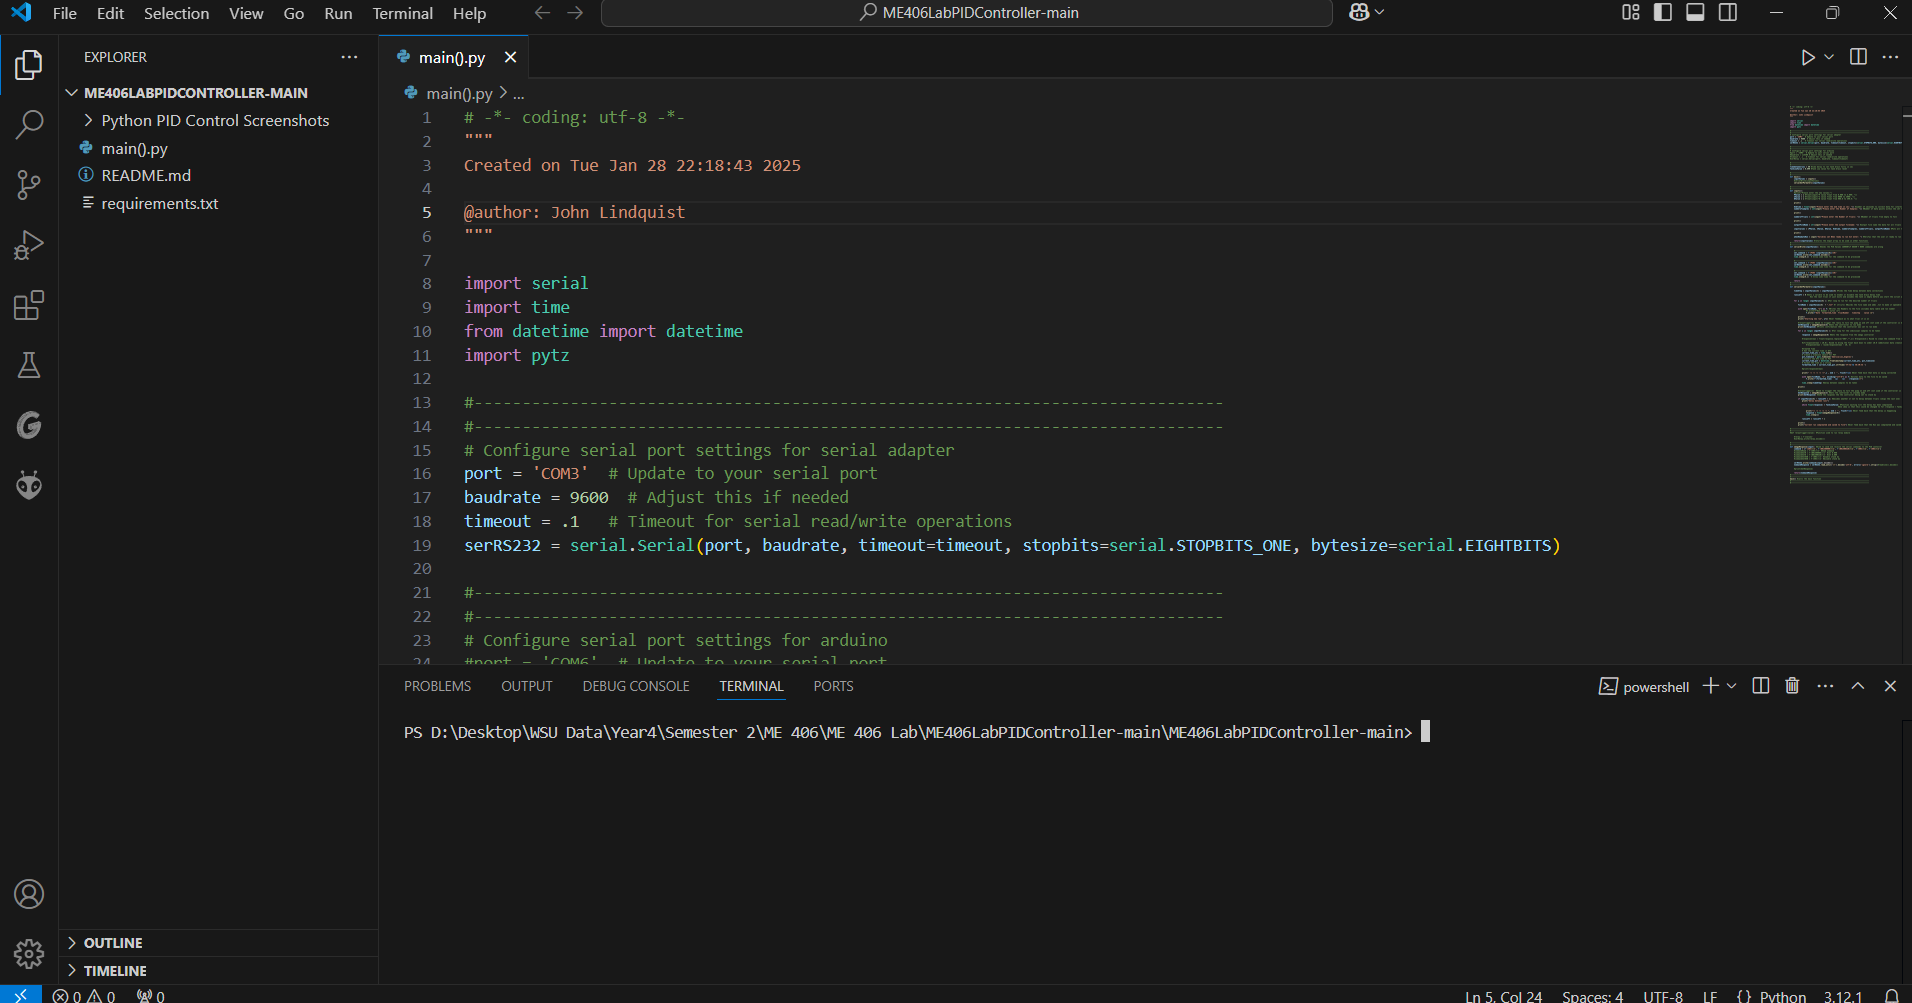 File Edit Selection View Go Run Terminal Help
ME406LabPIDController-main
EXPLORER
ME406LABPIDCONTROLLER-MAIN
Python PID Control Screenshots
main().py
README.md
requirements.txt
OUTLINE
TIMELINE
main().py
main().py > ...
1 # -*- coding: utf-8 -*-
2 """
3 Created on Tue Jan 28 22:18:43 2025
4
5 @author: John Lindquist
6 """
7
8 import serial
9 import time
10 from datetime import datetime
11 import pytz
12
13 #------------------------------------------------------------------------------
14 #------------------------------------------------------------------------------
15 # Configure serial port settings for serial adapter
16 port = 'COM3'  # Update to your serial port
17 baudrate = 9600  # Adjust this if needed
18 timeout = .1   # Timeout for serial read/write operations
19 serRS232 = serial.Serial(port, baudrate, timeout=timeout, stopbits=serial.STOPBITS_ONE, bytesize=serial.EIGHTBITS)
20
21 #------------------------------------------------------------------------------
22 #------------------------------------------------------------------------------
23 # Configure serial port settings for arduino
24 #port = 'COM6'  # Update to your serial port
PROBLEMS OUTPUT DEBUG CONSOLE TERMINAL PORTS
powershell
PS D:\Desktop\WSU Data\Year4\Semester 2\ME 406\ME 406 Lab\ME406LabPIDController-main\ME406LabPIDController-main>
0 0 0
Ln 5, Col 24 Spaces: 4 UTF-8 LF {} Python 3.12.1